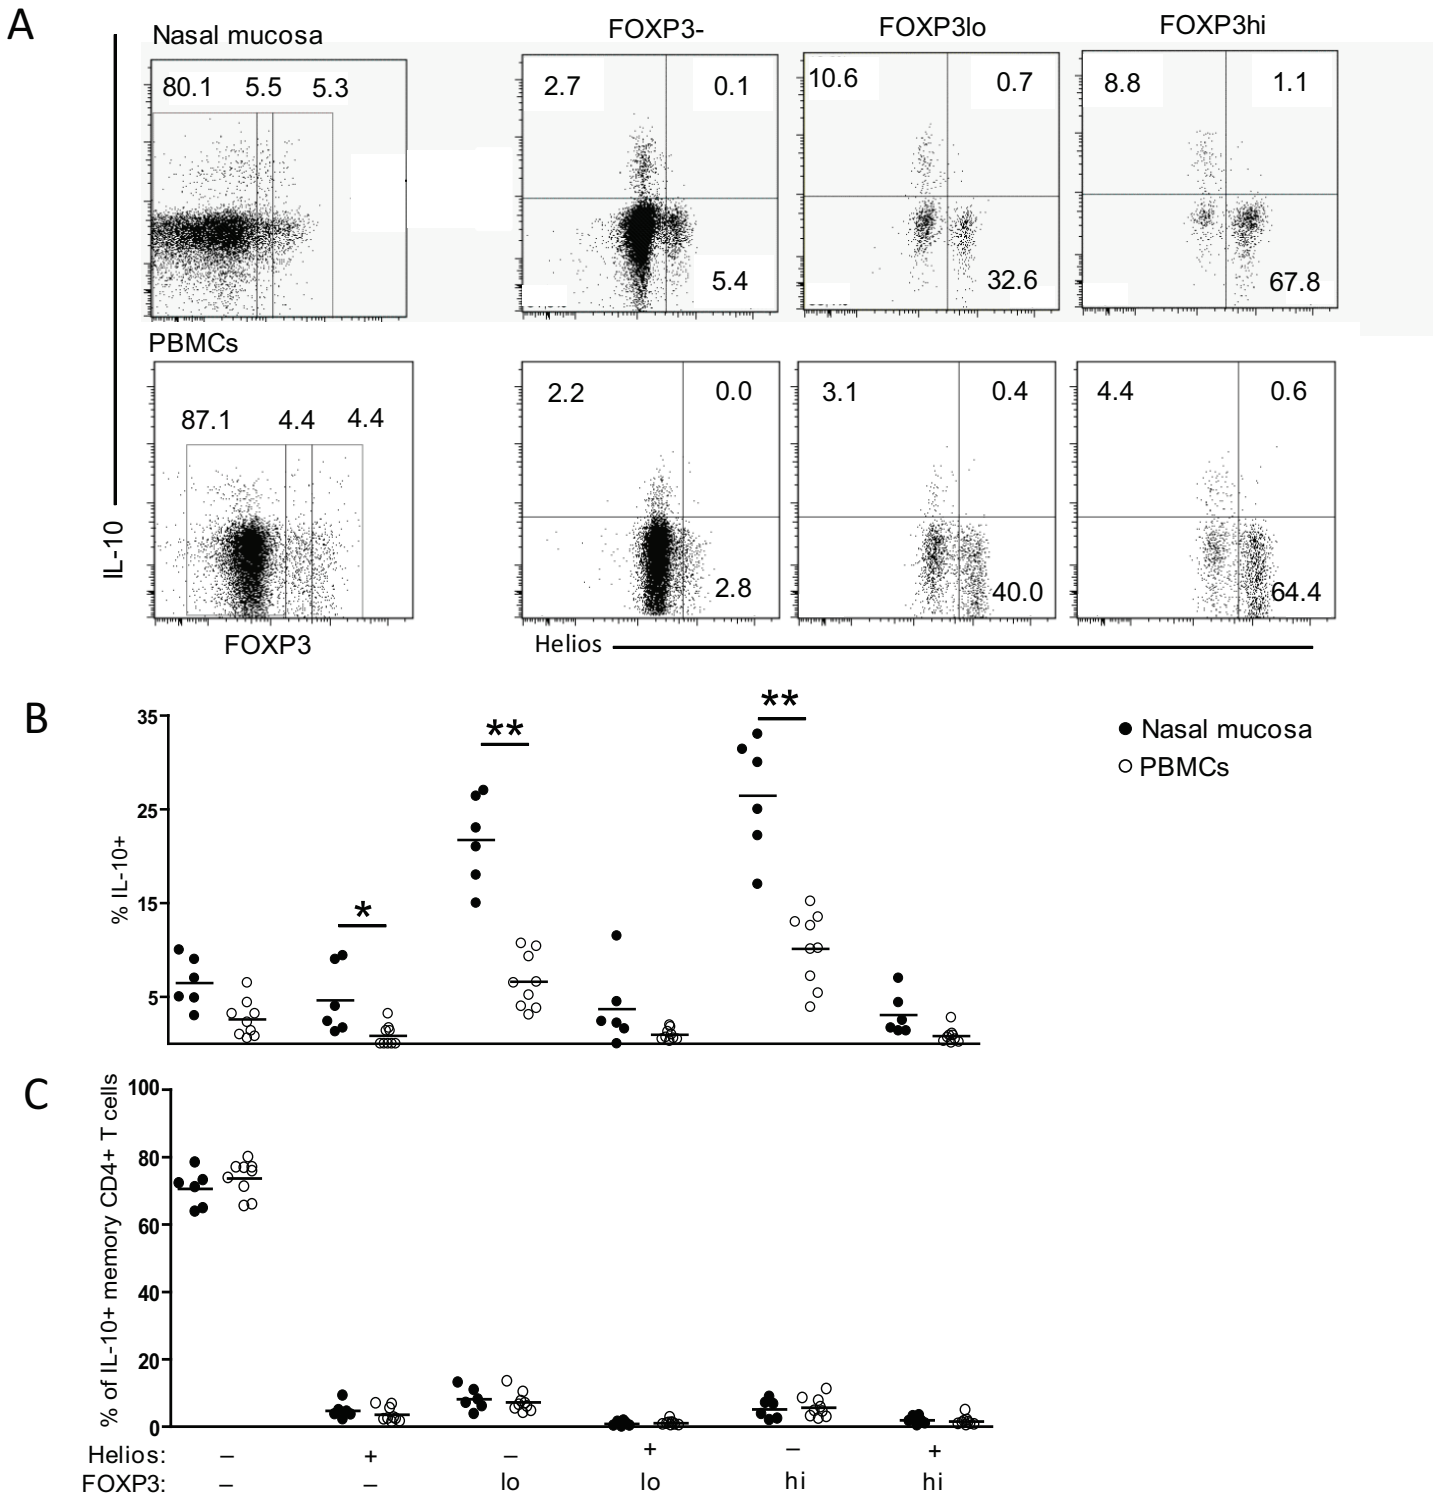 A
Nasal mucosa
FOXP3-
FOXP3lo
FOXP3hi
80.1 5.5 5.3
2.7 0.1
10.6 0.7
8.8 1.1
5.4
32.6
67.8
PBMCs
87.1 4.4 4.4
2.2 0.0
3.1 0.4
4.4 0.6
2.8
40.0
64.4
IL-10
FOXP3
Helios
B
35
25
15
5
% IL-10+
*
**
**
Nasal mucosa
PBMCs
C
100
80
60
40
20
0
% of IL-10+ memory CD4+ T cells
Helios: – + – + – +
FOXP3: – – lo lo hi hi